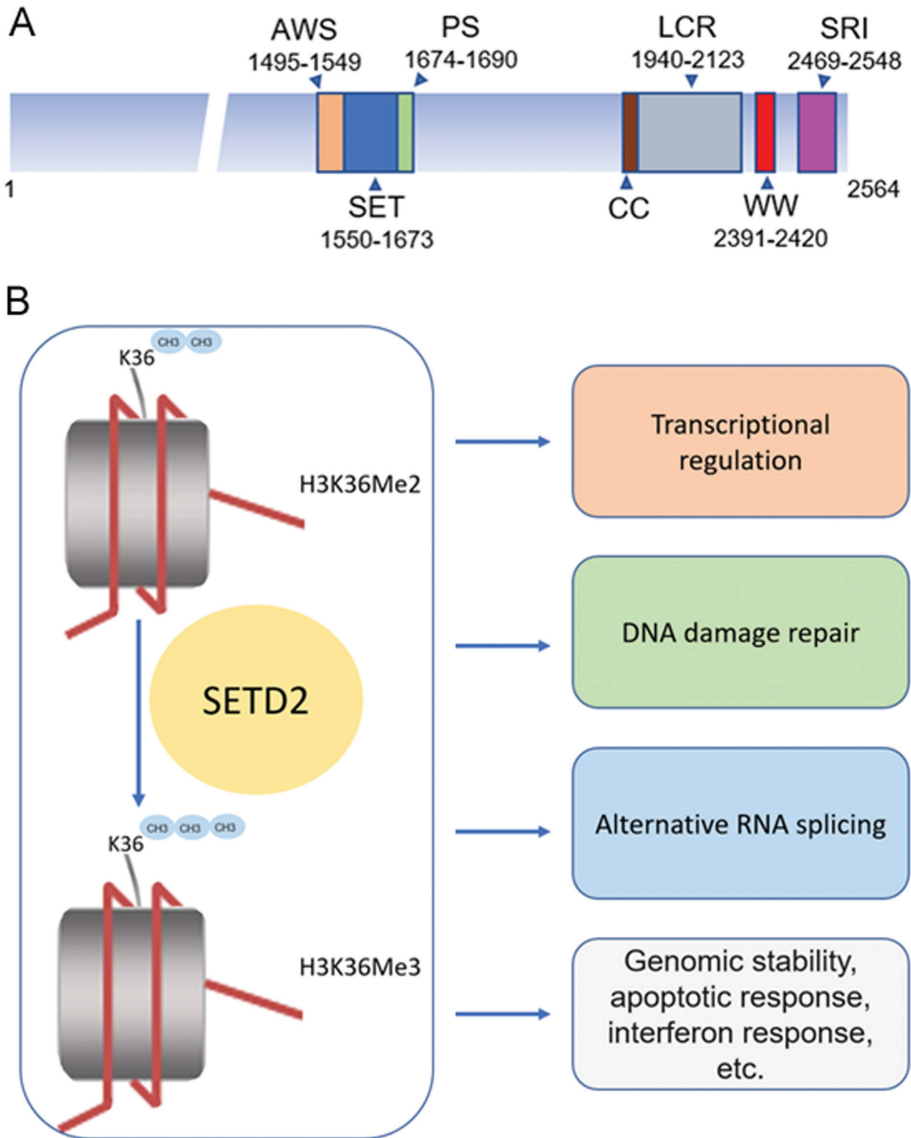 A
AWS
1495-1549
PS
1674-1690
LCR
1940-2123
SRI
2469-2548
1
2564
SET
1550-1673
CC
WW
2391-2420
B
K36
CH3 CH3
H3K36Me2
SETD2
K36
CH3 CH3 CH3
H3K36Me3
Transcriptional
regulation
DNA damage repair
Alternative RNA splicing
Genomic stability,
apoptotic response,
interferon response,
etc.